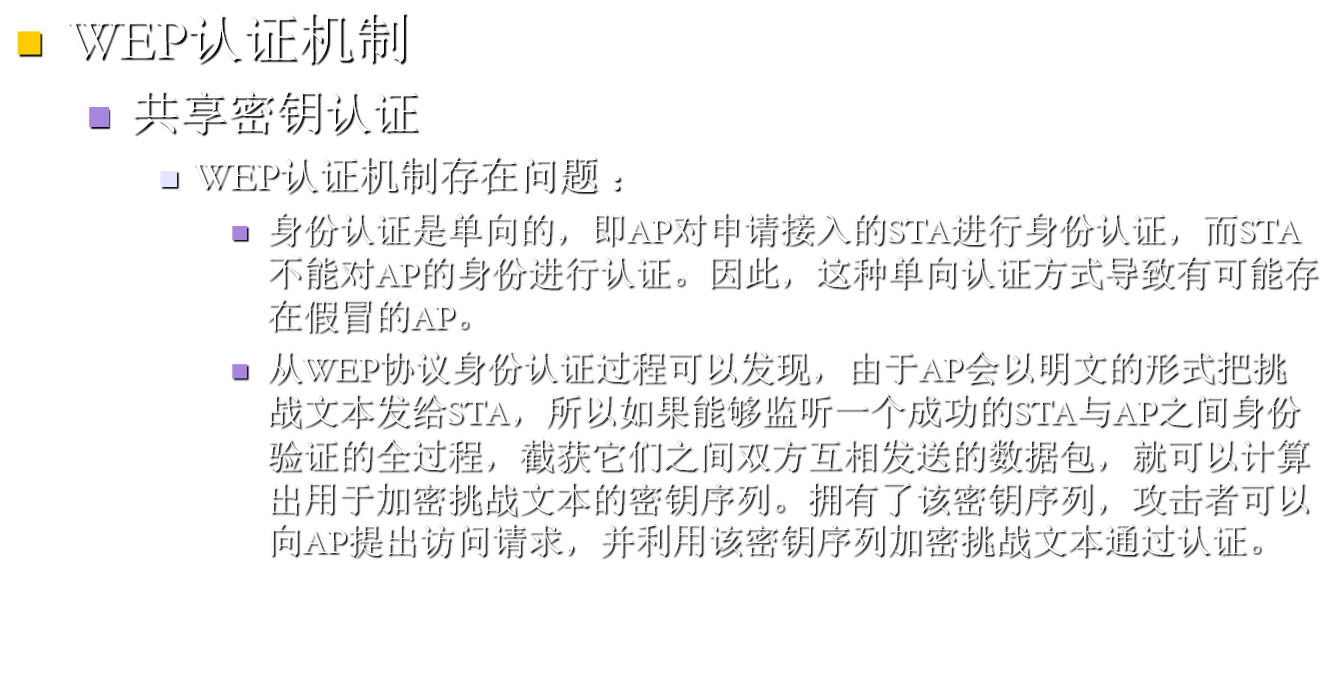 WEP认证机制
共享密钥认证
WEP认证机制存在问题：
身份认证是单向的，即AP对申请接入的STA进行身份认证，而STA
不能对AP的身份进行认证。因此，这种单向认证方式导致有可能存
在假冒的AP。
从WEP协议身份认证过程可以发现，由于AP会以明文的形式把挑
战文本发给STA，所以如果能够监听一个成功的STA与AP之间身份
验证的全过程，截获它们之间双方互相发送的数据包，就可以计算
出用于加密挑战文本的密钥序列。拥有了该密钥序列，攻击者可以
向AP提出访问请求，并利用该密钥序列加密挑战文本通过认证。